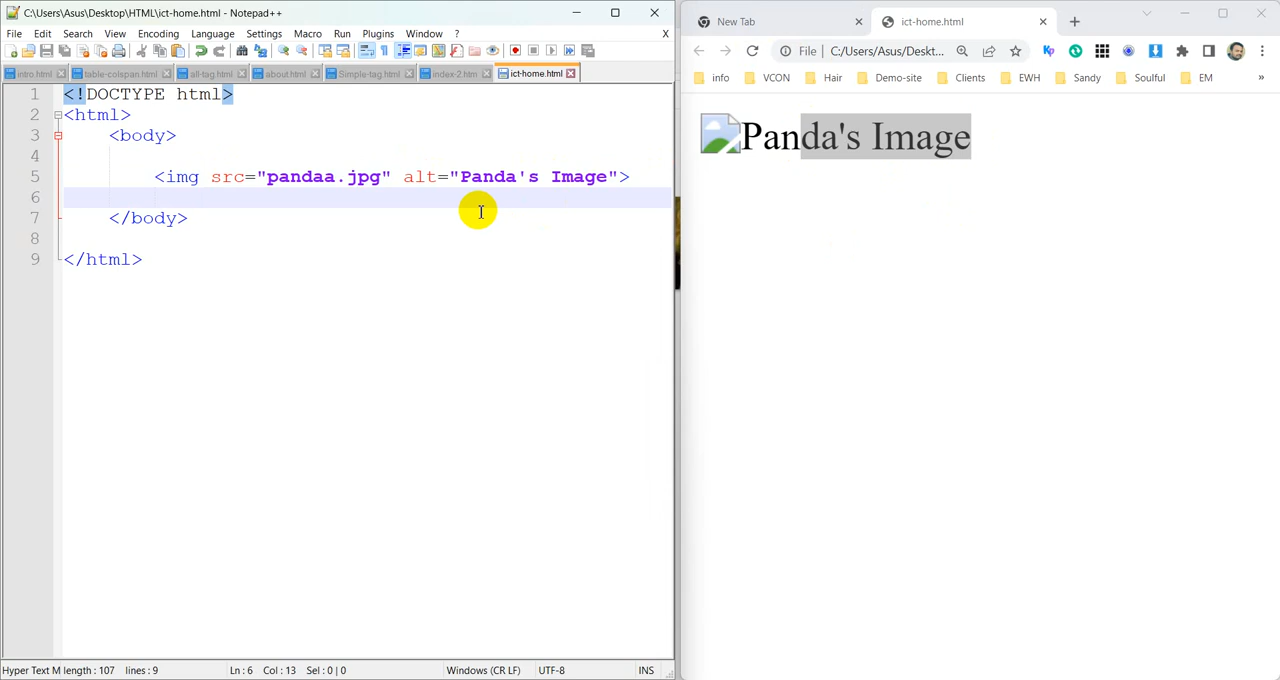 C:\Users\Asus\Desktop\HTML\ict-home.html - Notepad++
File Edit Search View Encoding Language Settings Macro Run Plugins Window ? X
intro.html table-colspan.html all-tag.html about.html Simple-tag.html index-2.htm ict-home.html
1 <!DOCTYPE html>
2 <html>
3 <body>
4
5 <img src="pandaa.jpg" alt="Panda's Image">
6
7 </body>
8
9 </html>
Hyper Text M length : 107 lines : 9 Ln : 6 Col : 13 Sel : 0 | 0 Windows (CR LF) UTF-8 INS
New Tab ict-home.html
File C:/Users/Asus/Deskt...
info VCON Hair Demo-site Clients EWH Sandy Soulful EM »
Panda's Image